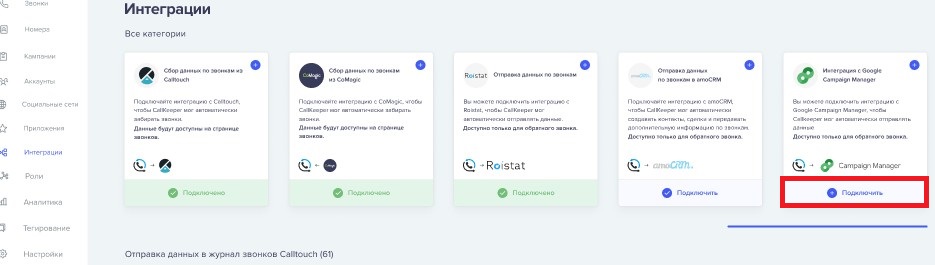 Звонки
Номера
Кампании
Аккаунты
Социальные сети
Приложения
Интеграции
Роли
Аналитика
Тегирование
Настройки
Интеграции
Все категории
Сбор данных по звонкам из
Calltouch
Подключите интеграцию с Calltouch,
чтобы CallKeeper мог автоматически
забирать звонки.
Данные будут доступны на странице
звонков.
Подключено
CoMagic
Сбор данных по звонкам
из CoMagic
Подключите интеграцию с CoMagic, чтобы
CallKeeper мог автоматически забирать
звонки.
Данные будут доступны на странице
звонков.
Подключено
Roistat
Отправка данных по звонкам
Вы можете подключить интеграцию с
Roistat, чтобы CallKeeper мог
автоматически отправлять данные.
Доступно только для обратного звонка.
Roistat
Подключено
Отправка данных
по звонкам в amoCRM
Подключайте интеграцию с amoCRM,
чтобы CallKeeper мог автоматически
создавать контакты, сделки и передавать
дополнительную информацию по звонкам.
Доступно только для обратного звонка.
amoCRM.
Подключить
Интеграция с Google
Campaign Manager
Вы можете подключить интеграцию с
Google Campaign Manager, чтобы
Callkeeper мог автоматически отправлять
данные
Доступно только для обратного звонка.
Campaign Manager
Подключить
Отправка данных в журнал звонков Calltouch (61)